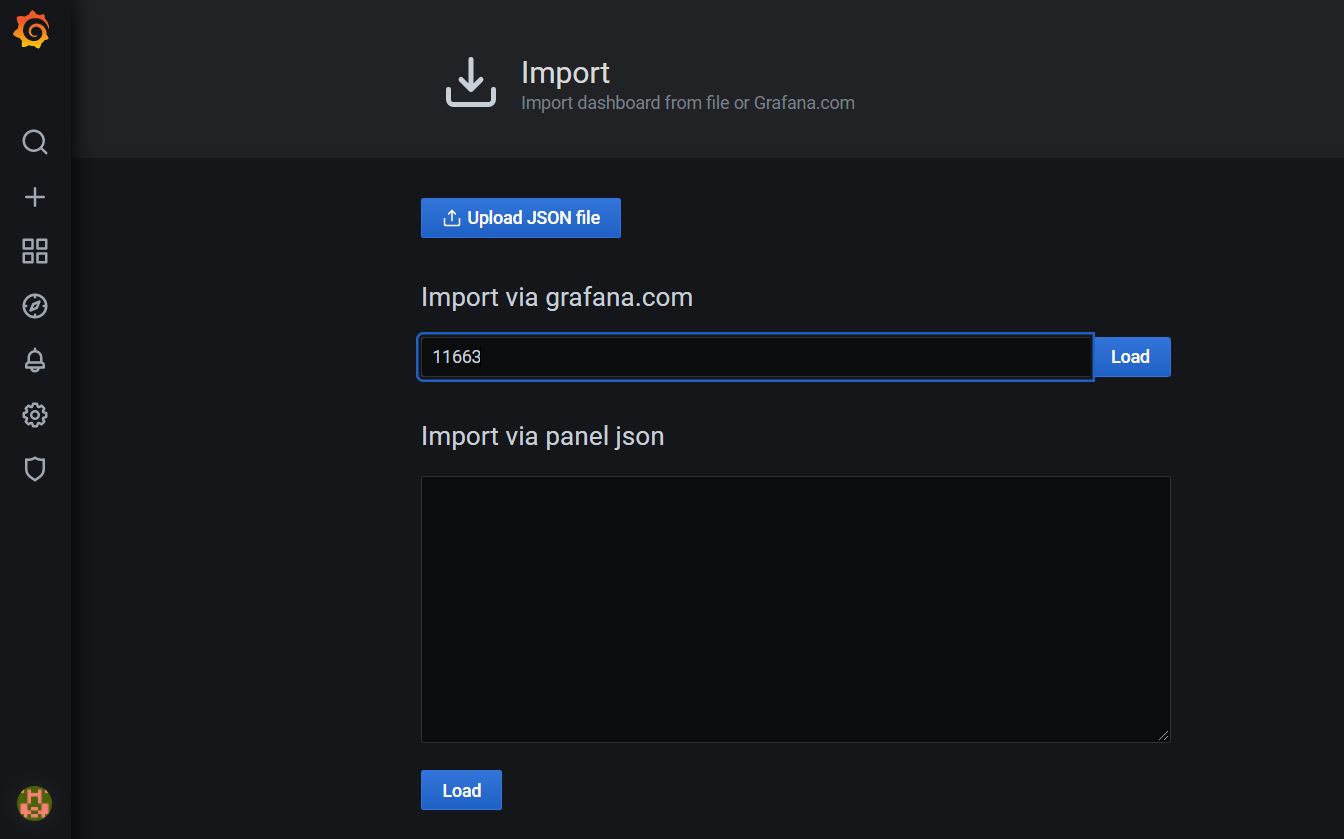 Import
Import dashboard from file or Grafana.com
Upload JSON file
Import via grafana.com
11663
Load
Import via panel json
Load